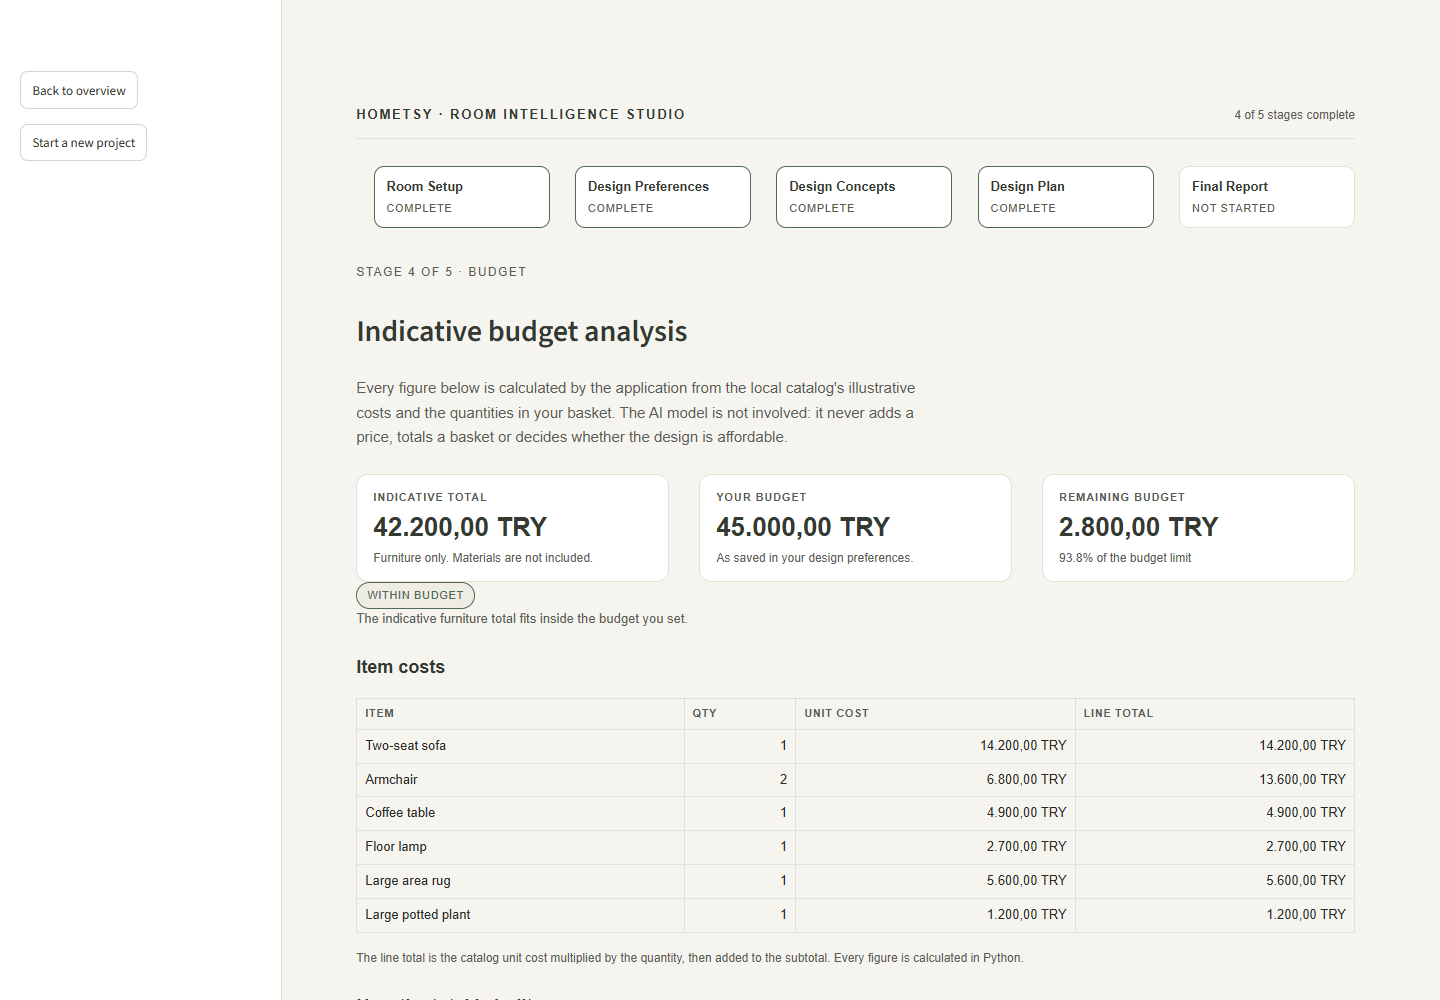 Back to overview
Start a new project
HOMETSY · ROOM INTELLIGENCE STUDIO
4 of 5 stages complete
Room Setup
COMPLETE
Design Preferences
COMPLETE
Design Concepts
COMPLETE
Design Plan
COMPLETE
Final Report
NOT STARTED
STAGE 4 OF 5 · BUDGET
Indicative budget analysis
Every figure below is calculated by the application from the local catalog's illustrative
costs and the quantities in your basket. The AI model is not involved: it never adds a
price, totals a basket or decides whether the design is affordable.
INDICATIVE TOTAL
42.200,00 TRY
Furniture only. Materials are not included.
YOUR BUDGET
45.000,00 TRY
As saved in your design preferences.
REMAINING BUDGET
2.800,00 TRY
93.8% of the budget limit
WITHIN BUDGET
The indicative furniture total fits inside the budget you set.
Item costs
ITEM QTY UNIT COST LINE TOTAL
Two-seat sofa 1 14.200,00 TRY 14.200,00 TRY
Armchair 2 6.800,00 TRY 13.600,00 TRY
Coffee table 1 4.900,00 TRY 4.900,00 TRY
Floor lamp 1 2.700,00 TRY 2.700,00 TRY
Large area rug 1 5.600,00 TRY 5.600,00 TRY
Large potted plant 1 1.200,00 TRY 1.200,00 TRY
The line total is the catalog unit cost multiplied by the quantity, then added to the subtotal. Every figure is calculated in Python.